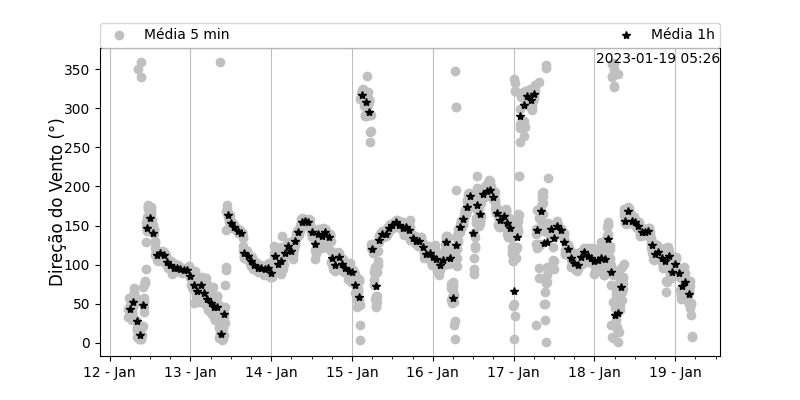 Média 5 min
Média 1h
2023-01-19 05:26
Direção do Vento (°)
350
300
250
200
150
100
50
0
12 - Jan
13 - Jan
14 - Jan
15 - Jan
16 - Jan
17 - Jan
18 - Jan
19 - Jan